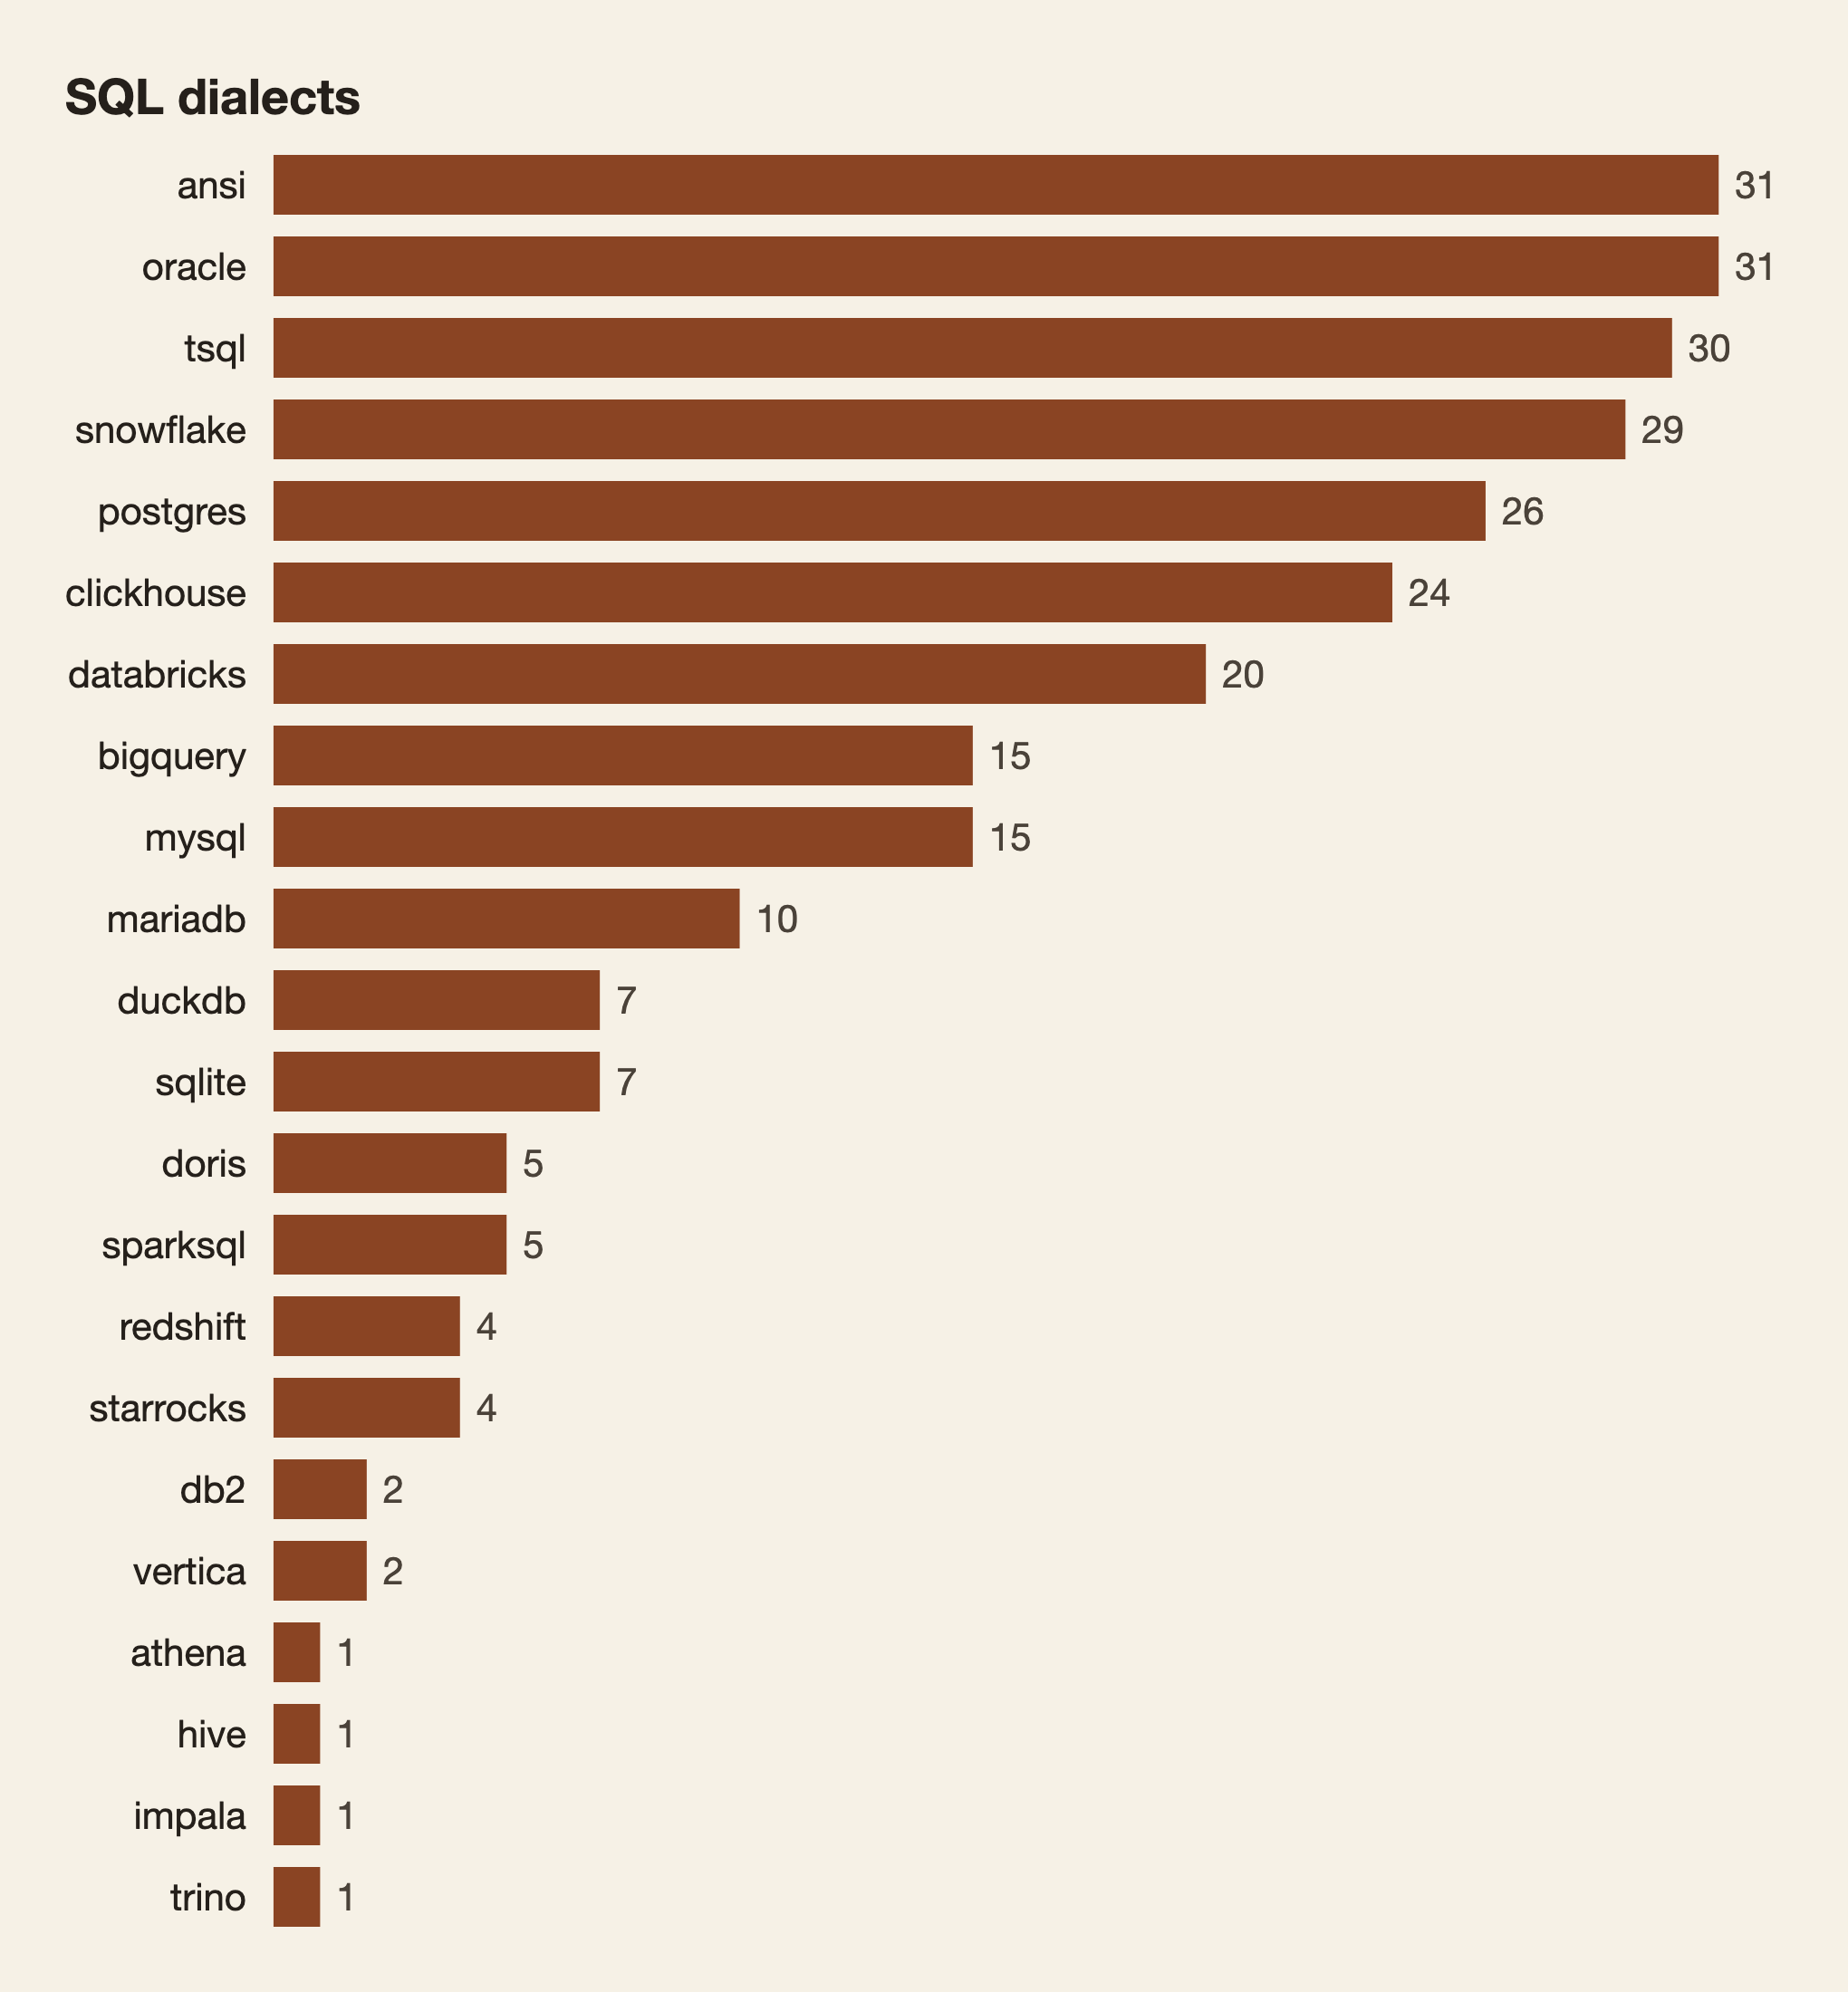 SQL dialects
ansi 31
oracle 31
tsql 30
snowflake 29
postgres 26
clickhouse 24
databricks 20
bigquery 15
mysql 15
mariadb 10
duckdb 7
sqlite 7
doris 5
sparksql 5
redshift 4
starrocks 4
db2 2
vertica 2
athena 1
hive 1
impala 1
trino 1